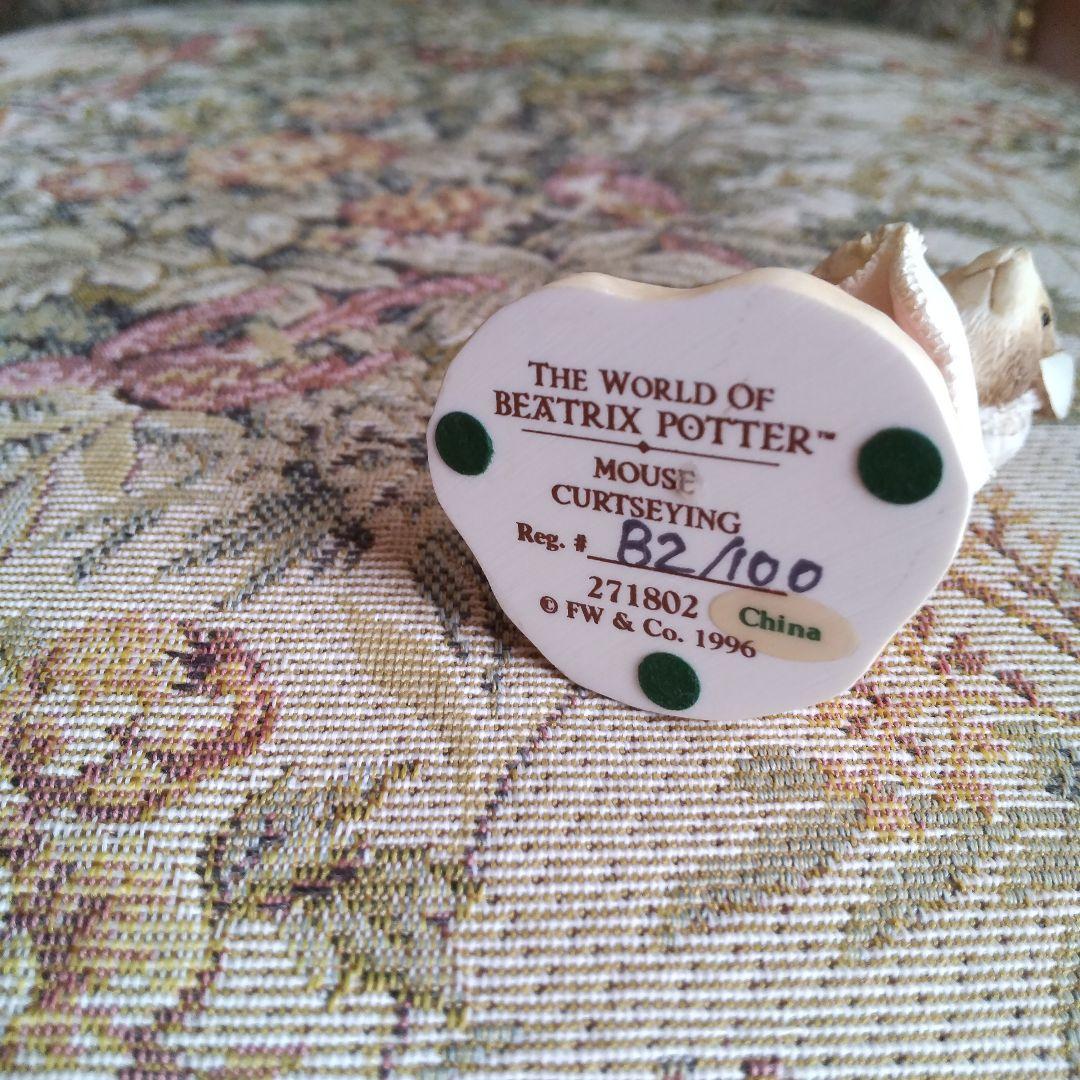 THE WORLD OF
BEATRIX POTTER™
MOUSE
CURTSEYING
Reg. # B2/100
271802
© FW & Co. 1996
China